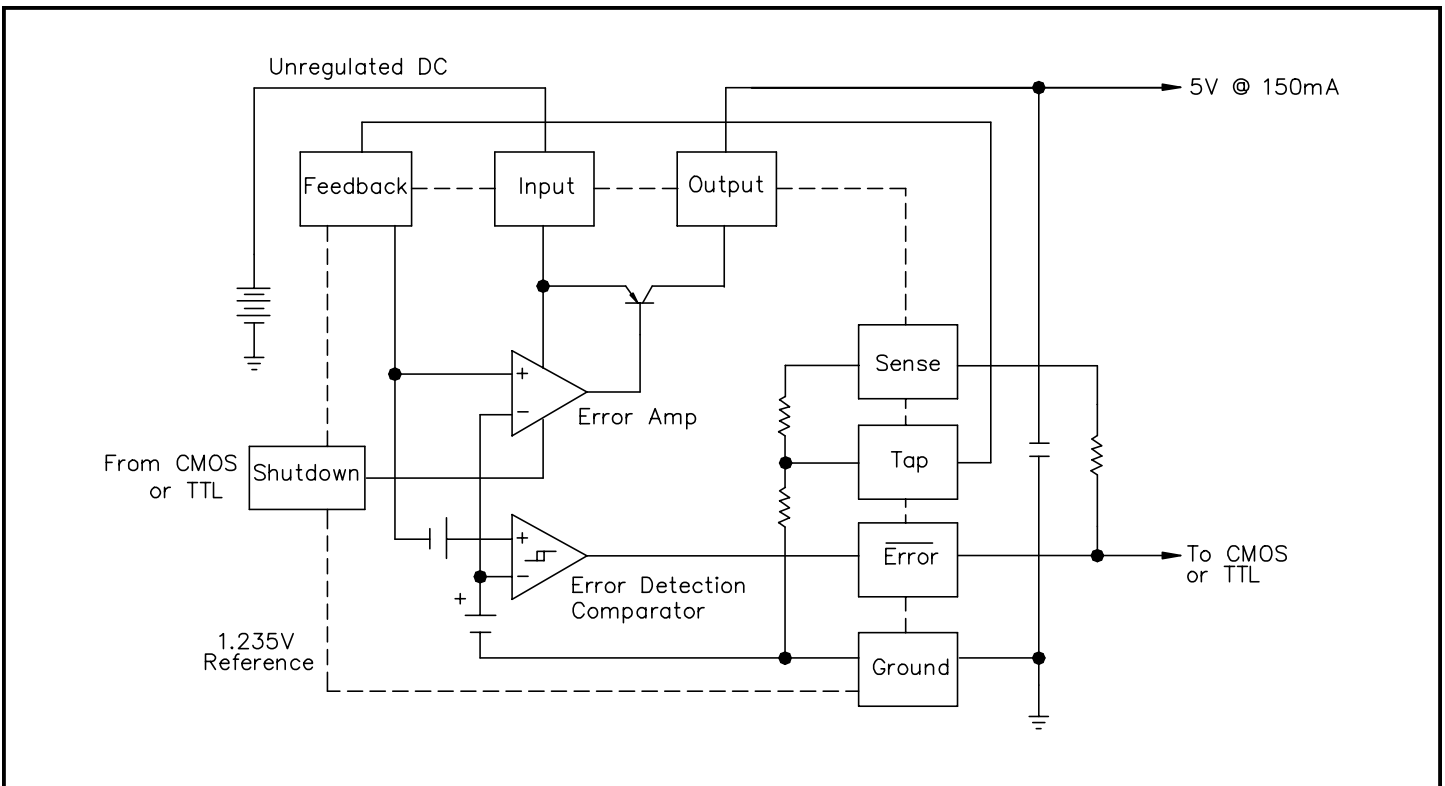 Unregulated DC
5V @ 150mA
Feedback
Input
Output
Sense
+
−
Error Amp
From CMOS
or TTL
Shutdown
Tap
+
−
Error
To CMOS
or TTL
Error Detection
Comparator
+
1.235V
Reference
Ground